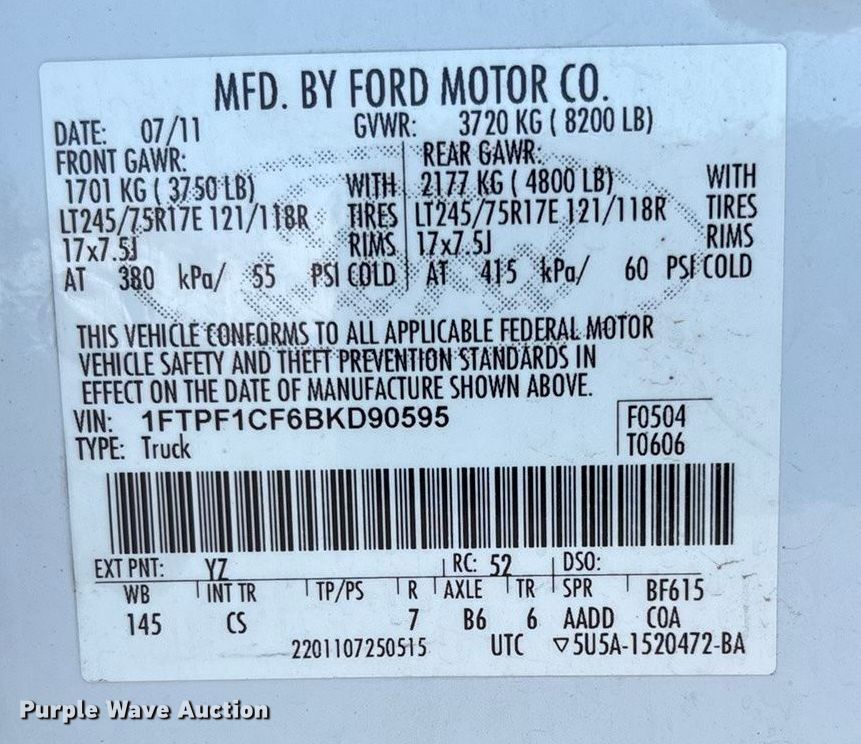 MFD. BY FORD MOTOR CO.
DATE: 07/11 GVWR: 3720 KG ( 8200 LB)
FRONT GAWR: REAR GAWR:
1701 KG ( 3750 LB) WITH 2177 KG ( 4800 LB) WITH
LT245/75R17E 121/118R TIRES LT245/75R17E 121/118R TIRES
17x7.5J RIMS 17x7.5J RIMS
AT 380 kPa/ 55 PSI COLD AT 415 kPa/ 60 PSI COLD
THIS VEHICLE CONFORMS TO ALL APPLICABLE FEDERAL MOTOR
VEHICLE SAFETY AND THEFT PREVENTION STANDARDS IN
EFFECT ON THE DATE OF MANUFACTURE SHOWN ABOVE.
VIN: 1FTPF1CF6BKD90595 F0504
TYPE: Truck T0606
EXT PNT: YZ RC: 52 DSO:
WB INT TR TP/PS R AXLE TR SPR BF615
145 CS 7 B6 6 AADD COA
2201107250515 UTC ▽5U5A-1520472-BA
Purple Wave Auction